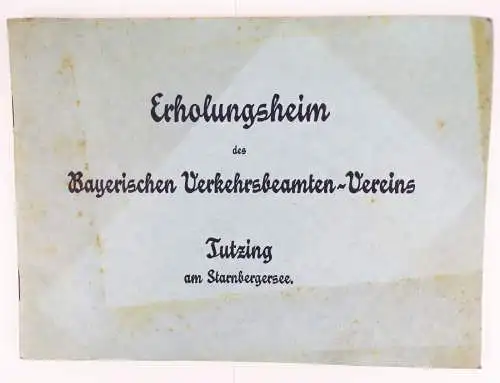 Erholungsheim
des
Bayerischen Verkehrsbeamten-Vereins
Tutzing
am Starnbergersee.